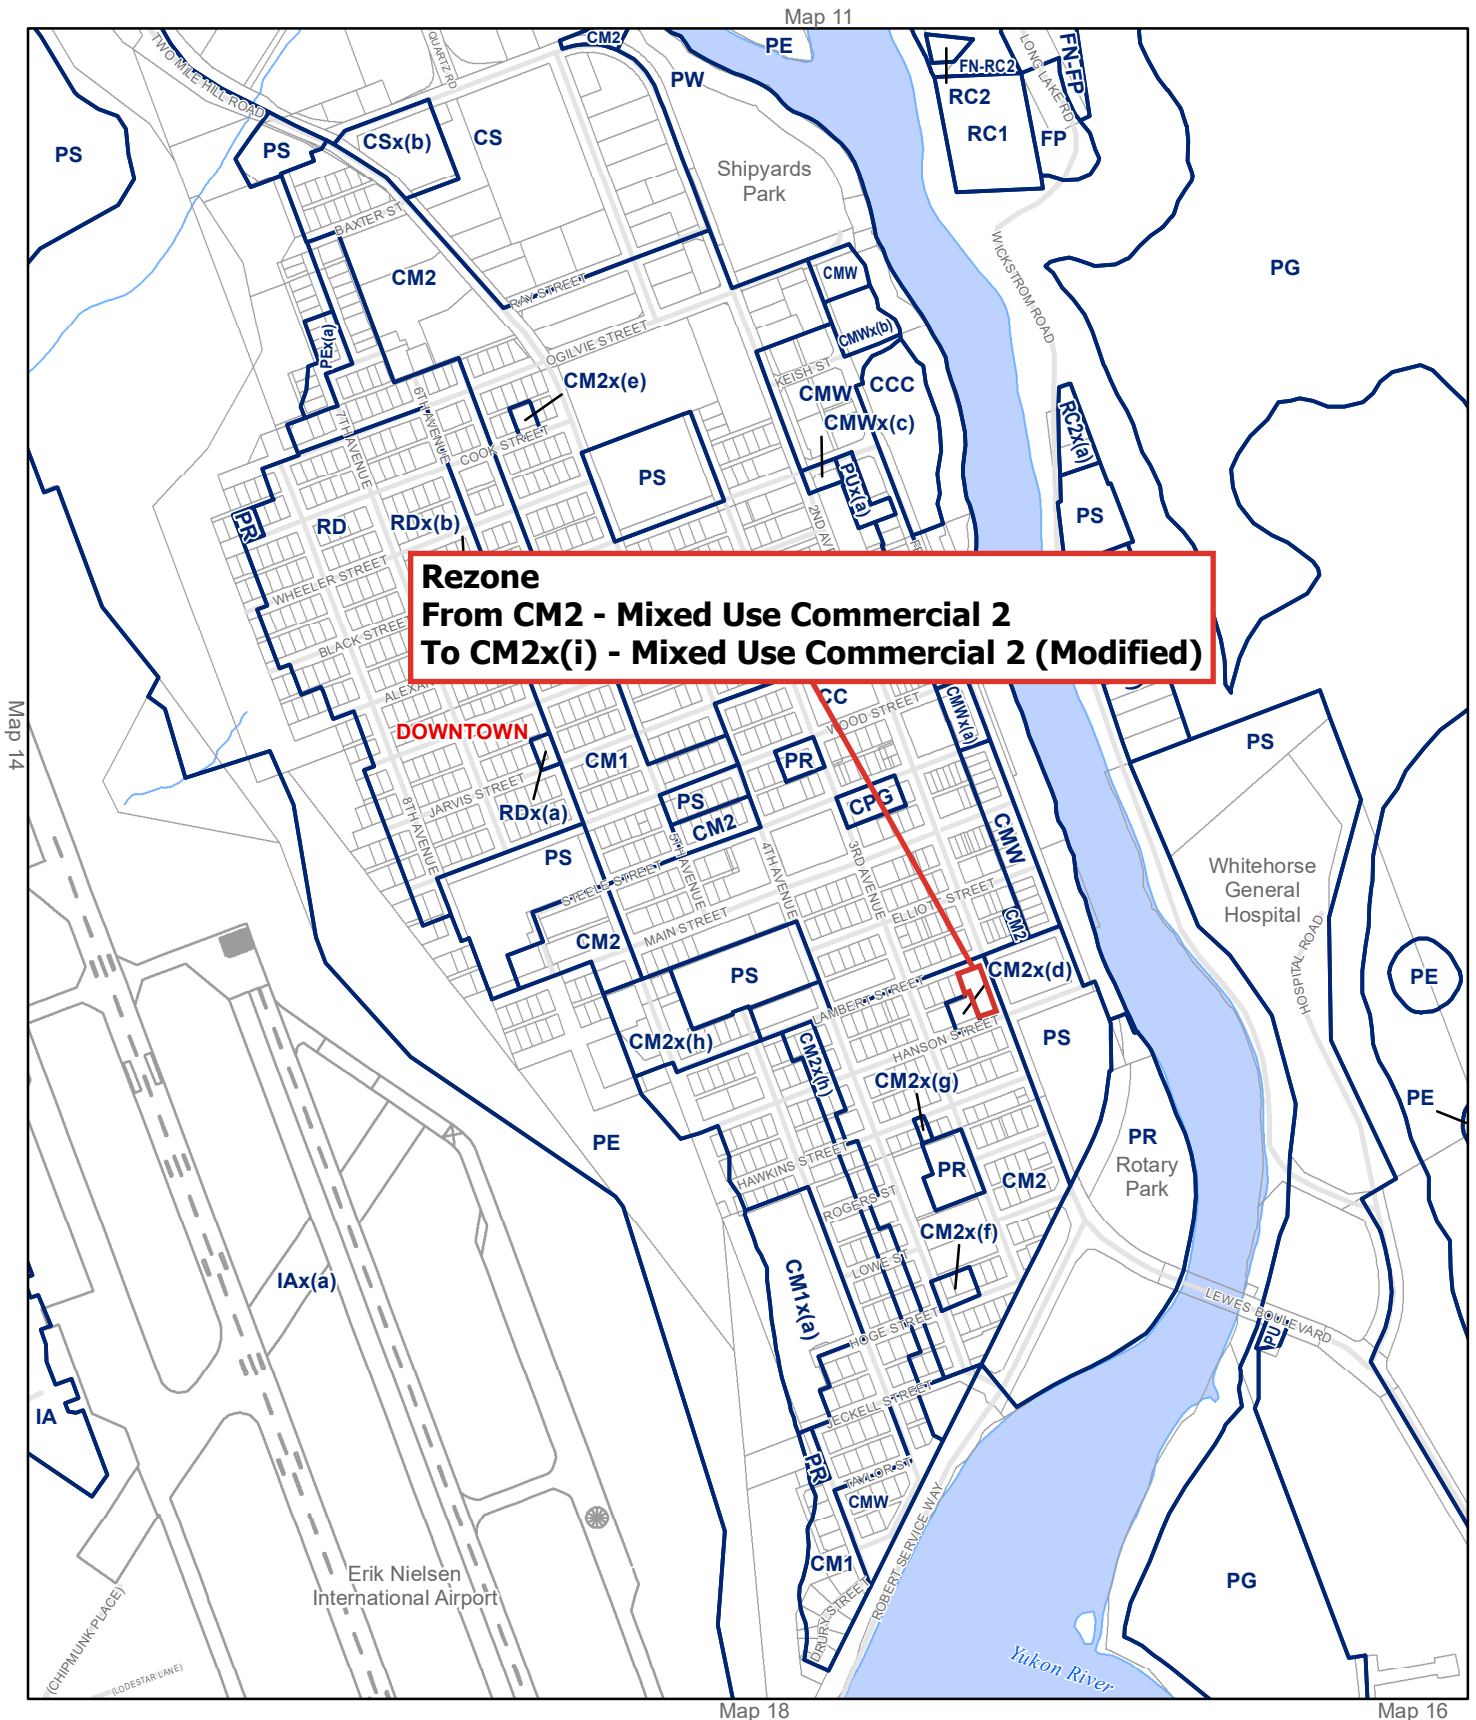 Map 11
TWO MILE HILL ROAD
QUARTZ RD
CM2
PE
PW
FN-RC2
RC2
RC1
LONG LAKE RD
FN-FP
FP
PS
PS
CSx(b)
CS
Shipyards
Park
BAXTER ST
CM2
RAY STREET
OGILVIE STREET
PEx(a)
CMW
CMWx(b)
KEISH ST
CMW
CCC
CMWx(c)
WICKSTROM ROAD
PG
CM2x(e)
6TH AVENUE
7TH AVENUE
COOK STREET
PS
PUx(a)
2ND AV
RC2x(a)
PS
PR
RD
RDx(b)
WHEELER STREET
BLACK STREET
ALEXAN
Rezone
From CM2 - Mixed Use Commercial 2
To CM2x(i) - Mixed Use Commercial 2 (Modified)
CC
WOOD STREET
CMWx(a)
DOWNTOWN
CM1
PR
PS
Map 14
JARVIS STREET
RDx(a)
8TH AVENUE
PS
CM2
CPG
CMW
PS
STEELE STREET
5TH AVENUE
4TH AVENUE
3RD AVENUE
ELLIOTT STREET
MAIN STREET
CM2
CM2
Whitehorse
General
Hospital
HOSPITAL ROAD
PS
LAMBERT STREET
CM2x(d)
PE
HANSON STREET
PS
CM2x(h)
CM2x(h)
CM2x(g)
PE
PE
PR
Rotary
Park
HAWKINS STREET
PR
CM2
ROGERS ST
CM2x(f)
LOWE ST
CM1x(a)
IAx(a)
HOGE STREET
LEWES BOULEVARD
PU
JECKELL STREET
IA
PR
TAYLOR ST
CMW
ROBERT SERVICE WAY
CM1
DRURY STREET
Erik Nielsen
International Airport
PG
(CHIPMUNK PLACE)
(LODESTAR LANE)
Yukon River
Map 18
Map 16